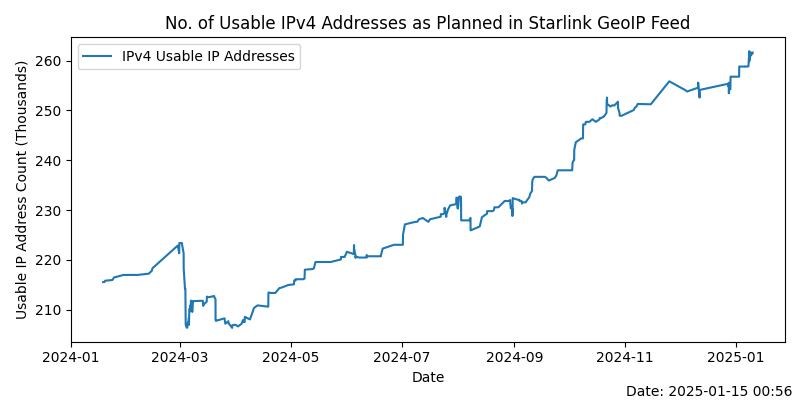 No. of Usable IPv4 Addresses as Planned in Starlink GeoIP Feed
IPv4 Usable IP Addresses
Usable IP Address Count (Thousands)
260
250
240
230
220
210
2024-01 2024-03 2024-05 2024-07 2024-09 2024-11 2025-01
Date
Date: 2025-01-15 00:56